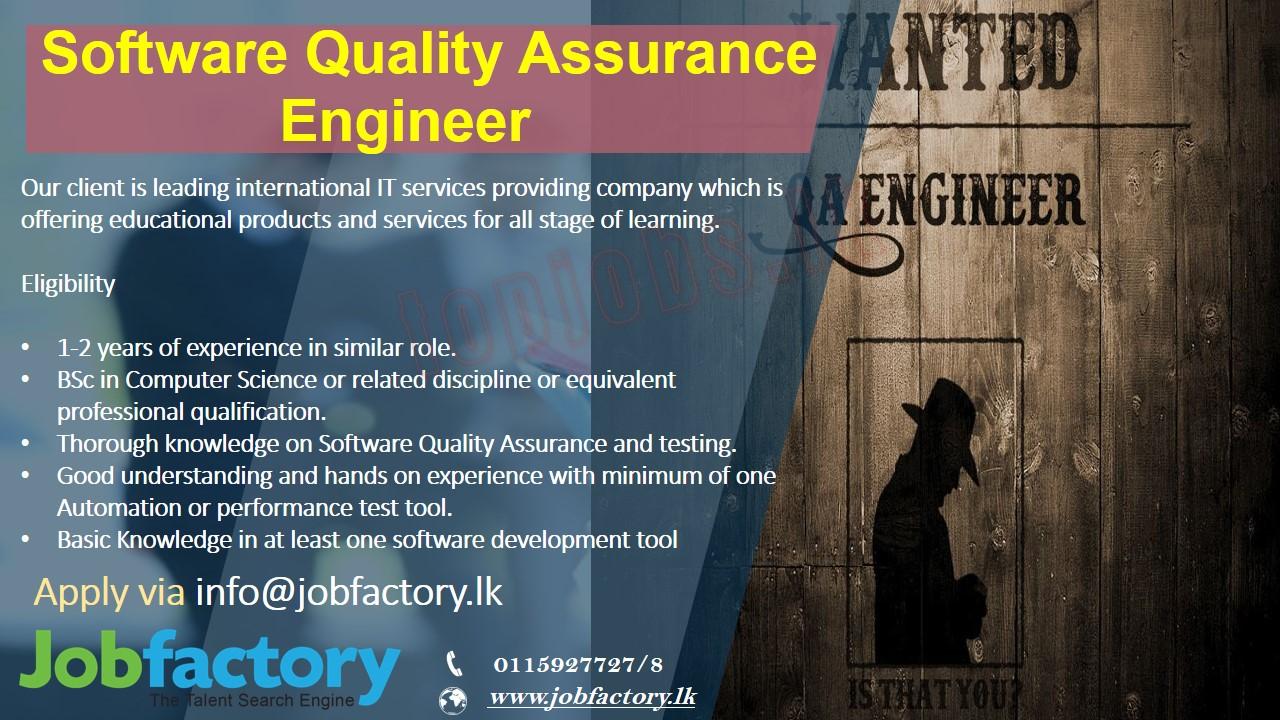 Software Quality Assurance
Engineer
Our client is leading international IT services providing company which is
offering educational products and services for all stage of learning.
Eligibility
• 1-2 years of experience in similar role.
• BSc in Computer Science or related discipline or equivalent
professional qualification.
• Thorough knowledge on Software Quality Assurance and testing.
• Good understanding and hands on experience with minimum of one
Automation or performance test tool.
• Basic Knowledge in at least one software development tool
Apply via info@jobfactory.lk
Jobfactory
The Talent Search Engine
0115927727/8
www.jobfactory.lk
WANTED
QA ENGINEER
IS THAT YOU?
topjobs